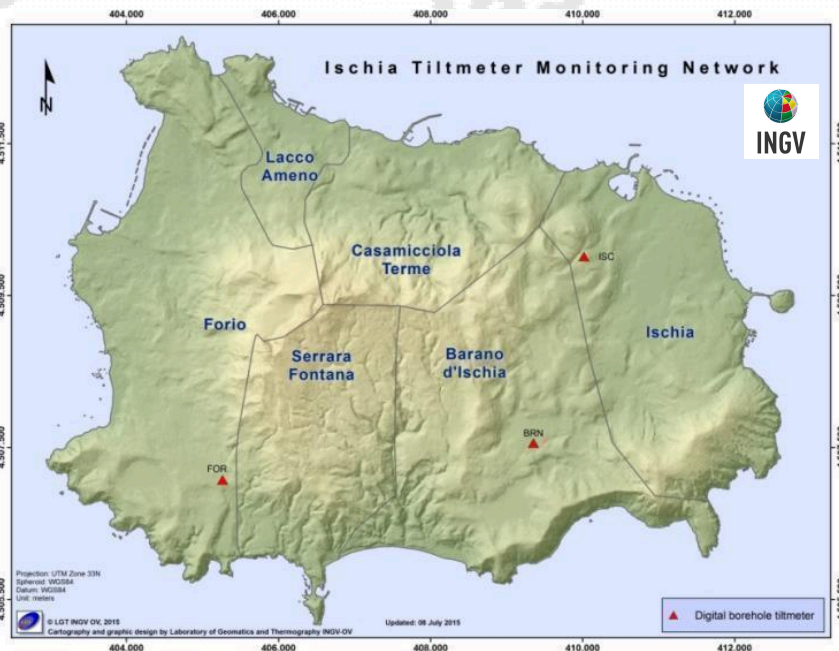 404.000 406.000 408.000 410.000 412.000
Ischia Tiltmeter Monitoring Network
N
INGV
Lacco
Ameno
Casamicciola
Terme
ISC
Forio
Ischia
Serrara
Fontana
Barano
d'Ischia
BRN
FOR
4.509.500
Projection: UTM Zone 33N
Spheroid: WGS84
Datum: WGS84
Unit: meters
© LGT INGV OV, 2015
Cartography and graphic design by Laboratory of Geomatics and Thermography INGV-OV
Updated: 08 July 2015
Digital borehole tiltmeter
404.000 406.000 408.000 410.000 412.000